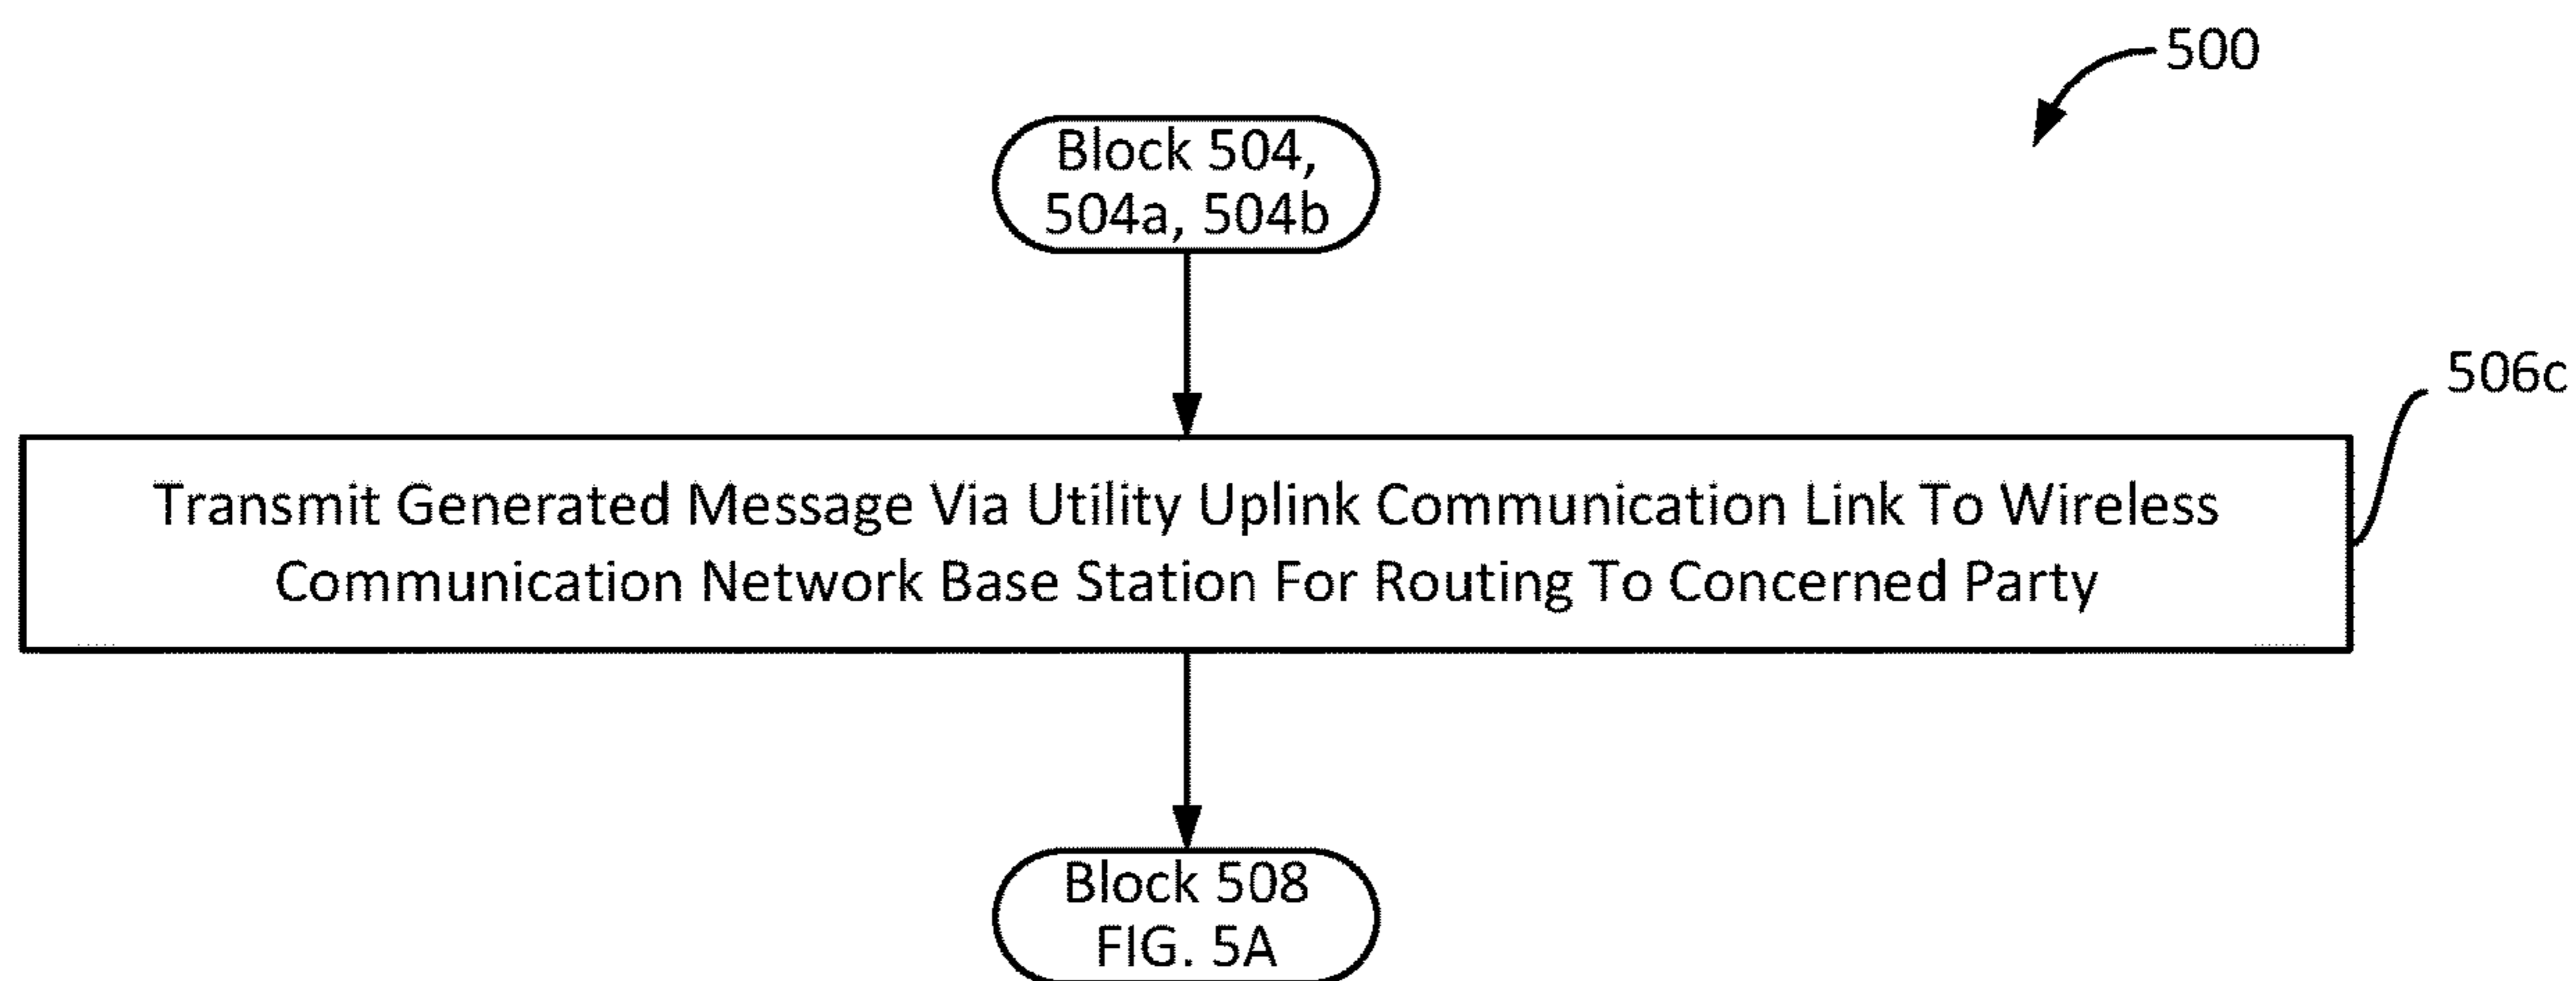 500
Block 504,
504a, 504b
506c
Transmit Generated Message Via Utility Uplink Communication Link To Wireless
Communication Network Base Station For Routing To Concerned Party
Block 508
FIG. 5A